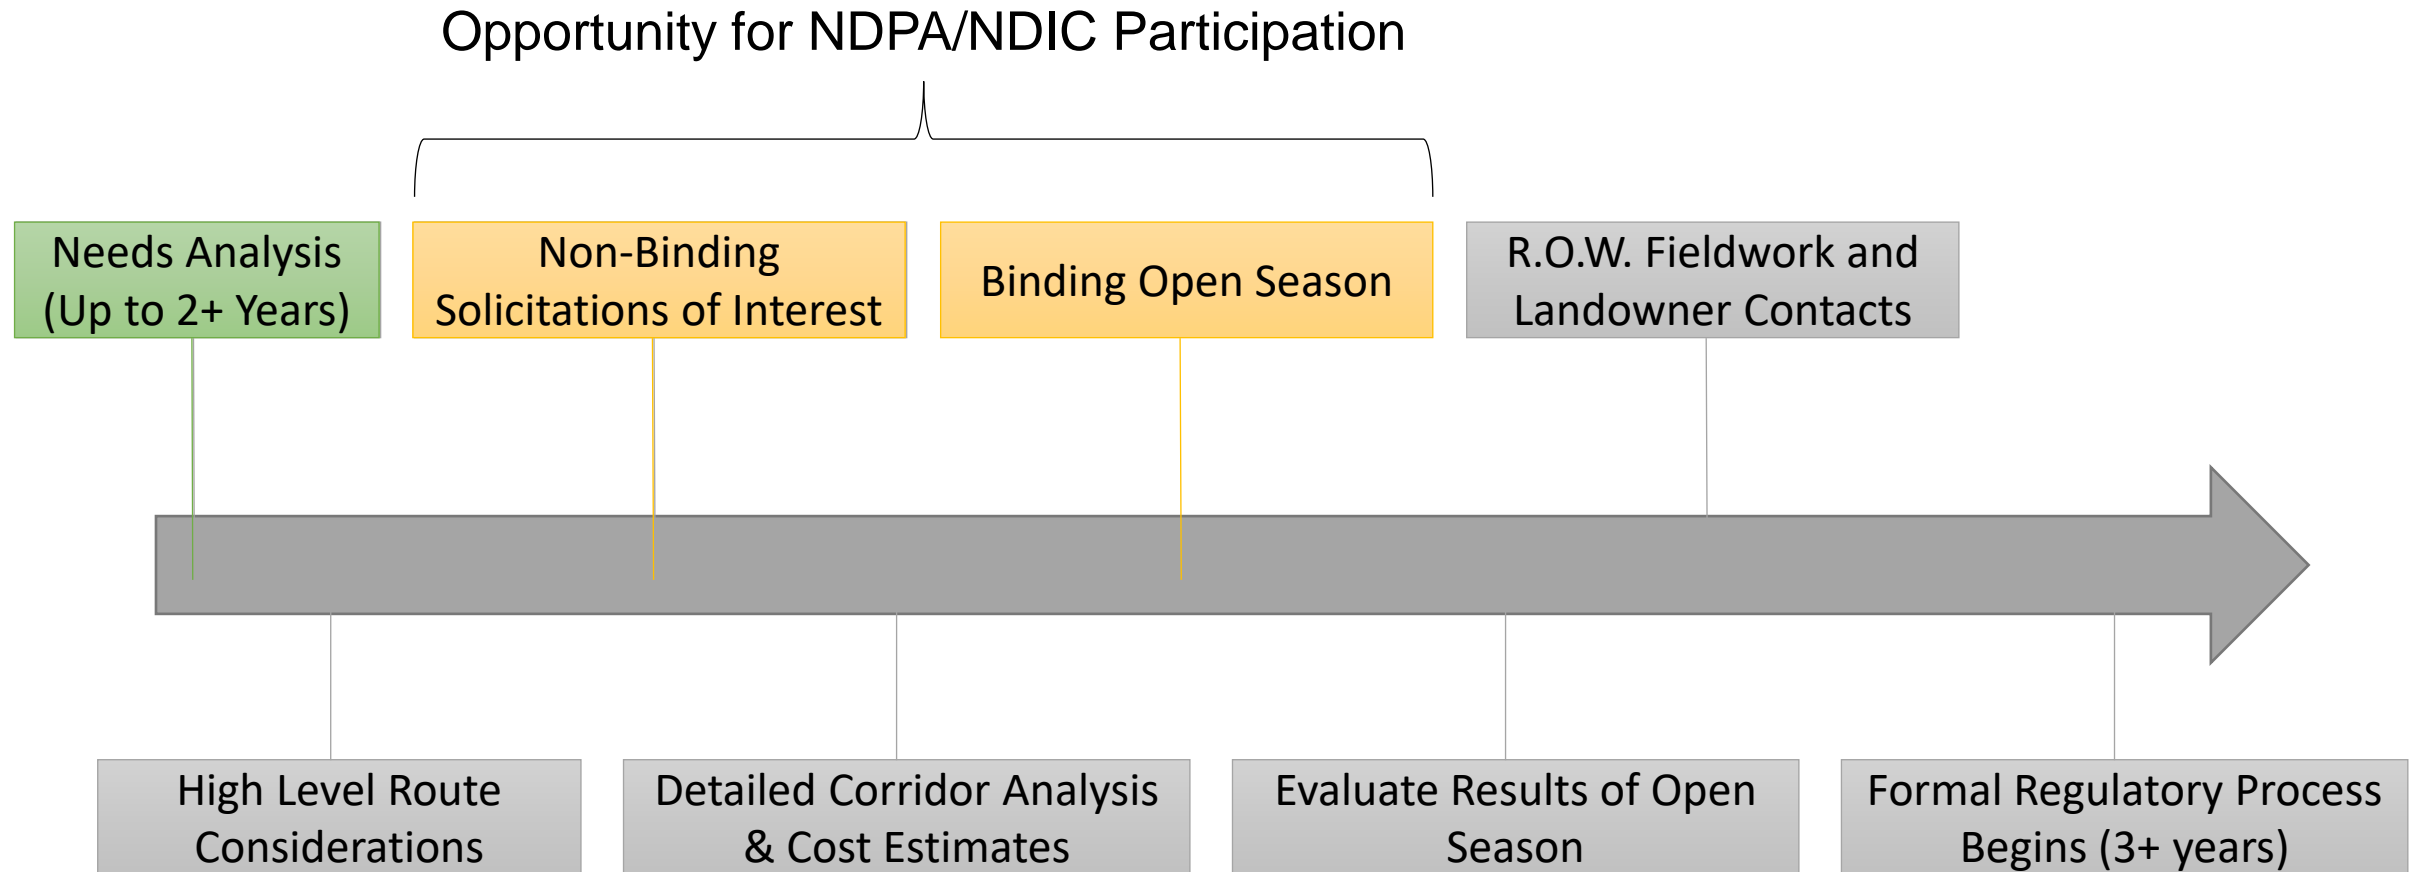 Opportunity for NDPA/NDIC Participation
Needs Analysis
(Up to 2+ Years)
Non-Binding
Solicitations of Interest
Binding Open Season
R.O.W. Fieldwork and
Landowner Contacts
High Level Route
Considerations
Detailed Corridor Analysis
& Cost Estimates
Evaluate Results of Open
Season
Formal Regulatory Process
Begins (3+ years)